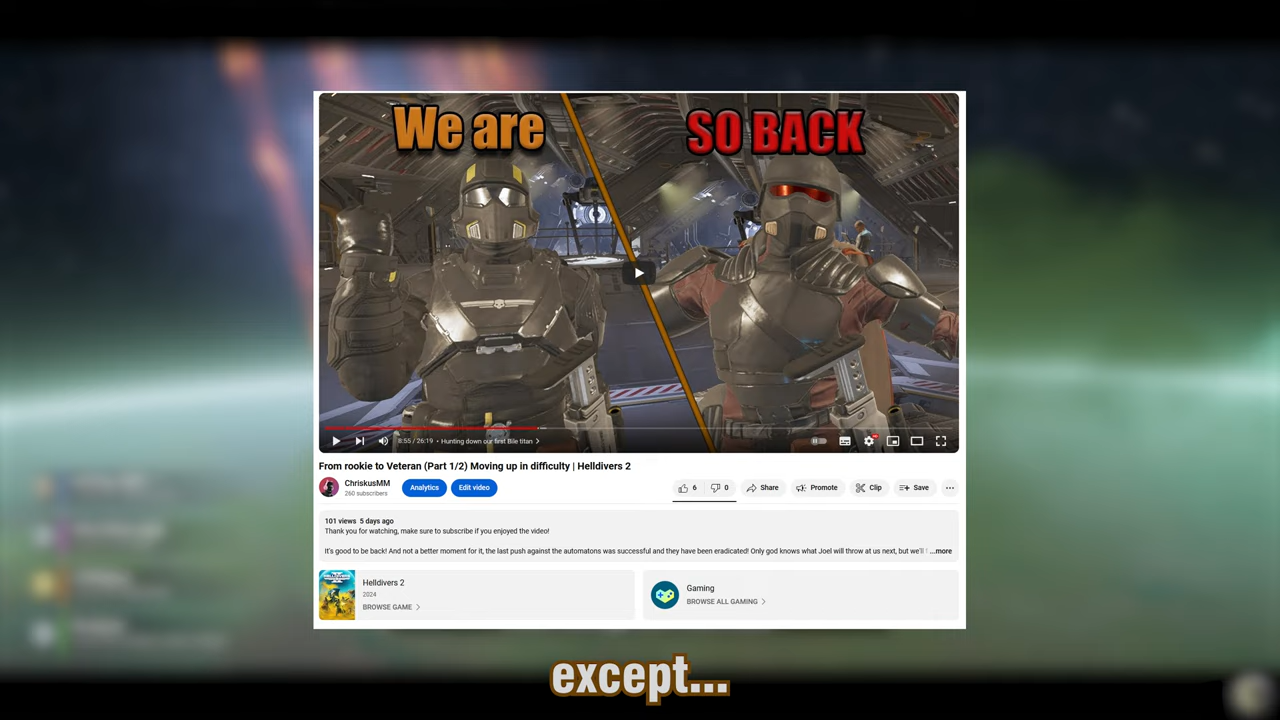 We are
SO BACK
8:55 / 26:19 • Hunting down our first Bile titan
From rookie to Veteran (Part 1/2) Moving up in difficulty | Helldivers 2
ChriskusMM
260 subscribers
Analytics
Edit video
6
0
Share
Promote
Clip
Save
101 views 5 days ago
Thank you for watching, make sure to subscribe if you enjoyed the video!
It's good to be back! And not a better moment for it, the last push against the automatons was successful and they have been eradicated! Only god knows what Joel will throw at us next, but we'll ...more
Helldivers 2
2024
BROWSE GAME
Gaming
BROWSE ALL GAMING
except...